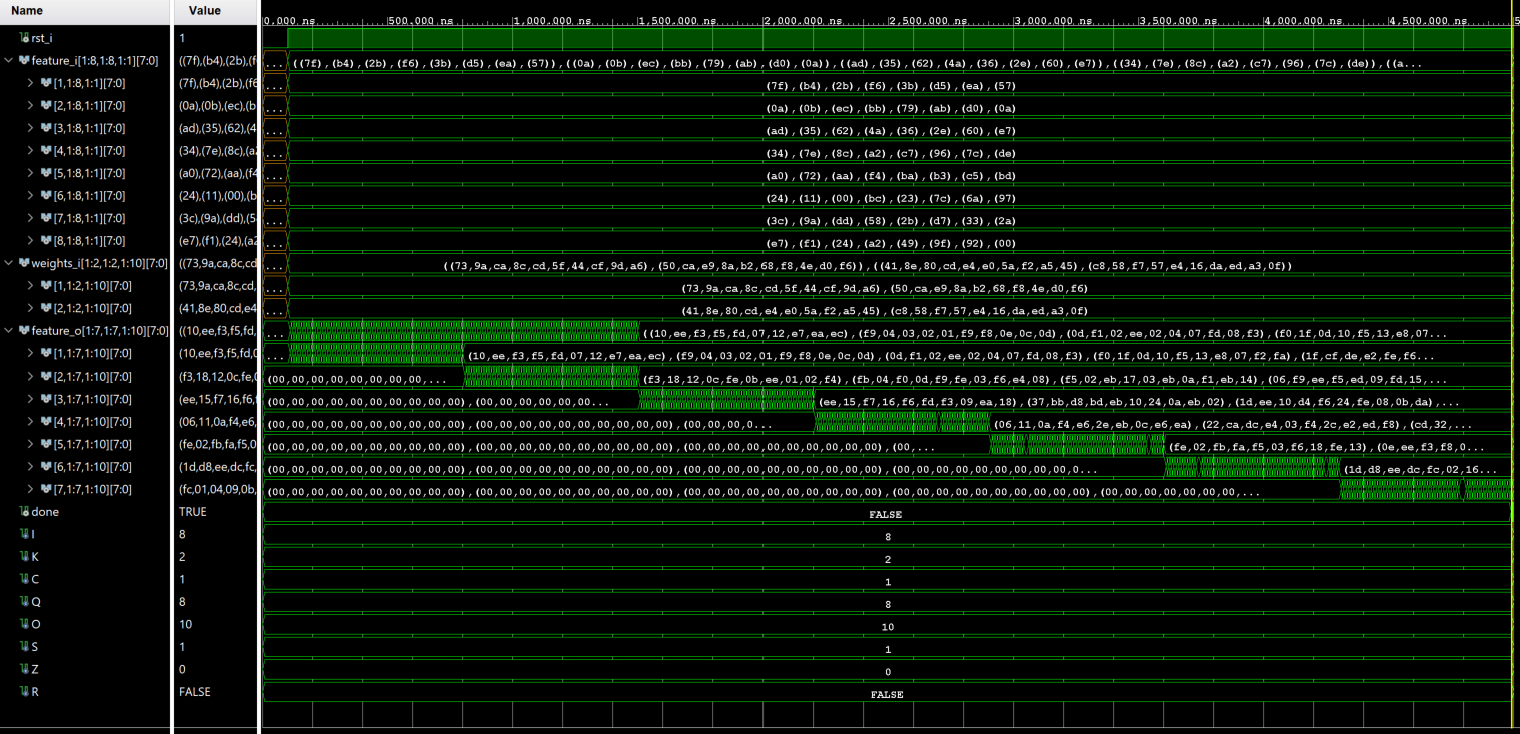 Name Value
0.000 ns 500.000 ns 1,000.000 ns 1,500.000 ns 2,000.000 ns 2,500.000 ns 3,000.000 ns 3,500.000 ns 4,000.000 ns 4,500.000 ns 5
rst_i 1
feature_i[1:8,1:8,1:1][7:0] ((7f),(b4),(2b),(f ... ((7f),(b4),(2b),(f6),(3b),(d5),(ea),(57)),((0a),(0b),(ec),(bb),(79),(ab),(d0),(0a)),((ad),(35),(62),(4a),(36),(2e),(60),(e7)),((34),(7e),(8c),(a2),(c7),(96),(7c),(de)),((a...
[1,1:8,1:1][7:0] (7f),(b4),(2b),(f6 ... (7f),(b4),(2b),(f6),(3b),(d5),(ea),(57)
[2,1:8,1:1][7:0] (0a),(0b),(ec),(b ... (0a),(0b),(ec),(bb),(79),(ab),(d0),(0a)
[3,1:8,1:1][7:0] (ad),(35),(62),(4 ... (ad),(35),(62),(4a),(36),(2e),(60),(e7)
[4,1:8,1:1][7:0] (34),(7e),(8c),(a2 ... (34),(7e),(8c),(a2),(c7),(96),(7c),(de)
[5,1:8,1:1][7:0] (a0),(72),(aa),(f4 ... (a0),(72),(aa),(f4),(ba),(b3),(c5),(bd)
[6,1:8,1:1][7:0] (24),(11),(00),(b ... (24),(11),(00),(bc),(23),(7c),(6a),(97)
[7,1:8,1:1][7:0] (3c),(9a),(dd),(5 ... (3c),(9a),(dd),(58),(2b),(d7),(33),(2a)
[8,1:8,1:1][7:0] (e7),(f1),(24),(a2 ... (e7),(f1),(24),(a2),(49),(9f),(92),(00)
weights_i[1:2,1:2,1:10][7:0] ((73,9a,ca,8c,cd ... ((73,9a,ca,8c,cd,5f,44,cf,9d,a6),(50,ca,e9,8a,b2,68,f8,4e,d0,f6)),((41,8e,80,cd,e4,e0,5a,f2,a5,45),(c8,58,f7,57,e4,16,da,ed,a3,0f))
[1,1:2,1:10][7:0] (73,9a,ca,8c,cd, ... (73,9a,ca,8c,cd,5f,44,cf,9d,a6),(50,ca,e9,8a,b2,68,f8,4e,d0,f6)
[2,1:2,1:10][7:0] (41,8e,80,cd,e4 ... (41,8e,80,cd,e4,e0,5a,f2,a5,45),(c8,58,f7,57,e4,16,da,ed,a3,0f)
feature_o[1:7,1:7,1:10][7:0] ((10,ee,f3,f5,fd, ((10,ee,f3,f5,fd,07,12,e7,ea,ec),(f9,04,03,02,01,f9,f8,0e,0c,0d),(0d,f1,02,ee,02,04,07,fd,08,f3),(f0,1f,0d,10,f5,13,e8,07...
[1,1:7,1:10][7:0] (10,ee,f3,f5,fd,0 ... (10,ee,f3,f5,fd,07,12,e7,ea,ec),(f9,04,03,02,01,f9,f8,0e,0c,0d),(0d,f1,02,ee,02,04,07,fd,08,f3),(f0,1f,0d,10,f5,13,e8,07,f2,fa),(1f,cf,de,e2,fe,f6...
[2,1:7,1:10][7:0] (f3,18,12,0c,fe,0 (00,00,00,00,00,00,00,... (f3,18,12,0c,fe,0b,ee,01,02,f4),(fb,04,f0,0d,f9,fe,03,f6,e4,08),(f5,02,eb,17,03,eb,0a,f1,eb,14),(06,f9,ee,f5,ed,09,fd,15,...
[3,1:7,1:10][7:0] (ee,15,f7,16,f6,f (00,00,00,00,00,00,00,00,00,00),(00,00,00,00,00... (ee,15,f7,16,f6,fd,f3,09,ea,18),(37,bb,d8,bd,eb,10,24,0a,eb,02),(1d,ee,10,d4,f6,24,fe,08,0b,da),...
[4,1:7,1:10][7:0] (06,11,0a,f4,e6, (00,00,00,00,00,00,00,00,00,00),(00,00,00,00,00,00,00,00,00,00),(00,00,00,0... (06,11,0a,f4,e6,2e,eb,0c,e6,ea),(22,ca,dc,e4,03,f4,2c,e2,ed,f8),(cd,32,...
[5,1:7,1:10][7:0] (fe,02,fb,fa,f5,0 (00,00,00,00,00,00,00,00,00,00),(00,00,00,00,00,00,00,00,00,00),(00,00,00,00,00,00,00,00,00,00),(00,... (fe,02,fb,fa,f5,03,f6,18,fe,13),(0e,ee,f3,f8,0...
[6,1:7,1:10][7:0] (1d,d8,ee,dc,fc, (00,00,00,00,00,00,00,00,00,00),(00,00,00,00,00,00,00,00,00,00),(00,00,00,00,00,00,00,00,00,00),(00,00,00,00,00,00,00,00,00,0... (1d,d8,ee,dc,fc,02,16...
[7,1:7,1:10][7:0] (fc,01,04,09,0b, (00,00,00,00,00,00,00,00,00,00),(00,00,00,00,00,00,00,00,00,00),(00,00,00,00,00,00,00,00,00,00),(00,00,00,00,00,00,00,00,00,00),(00,00,00,00,00,00,00,...
done TRUE FALSE
I 8 8
K 2 2
C 1 1
Q 8 8
O 10 10
S 1 1
Z 0 0
R FALSE FALSE